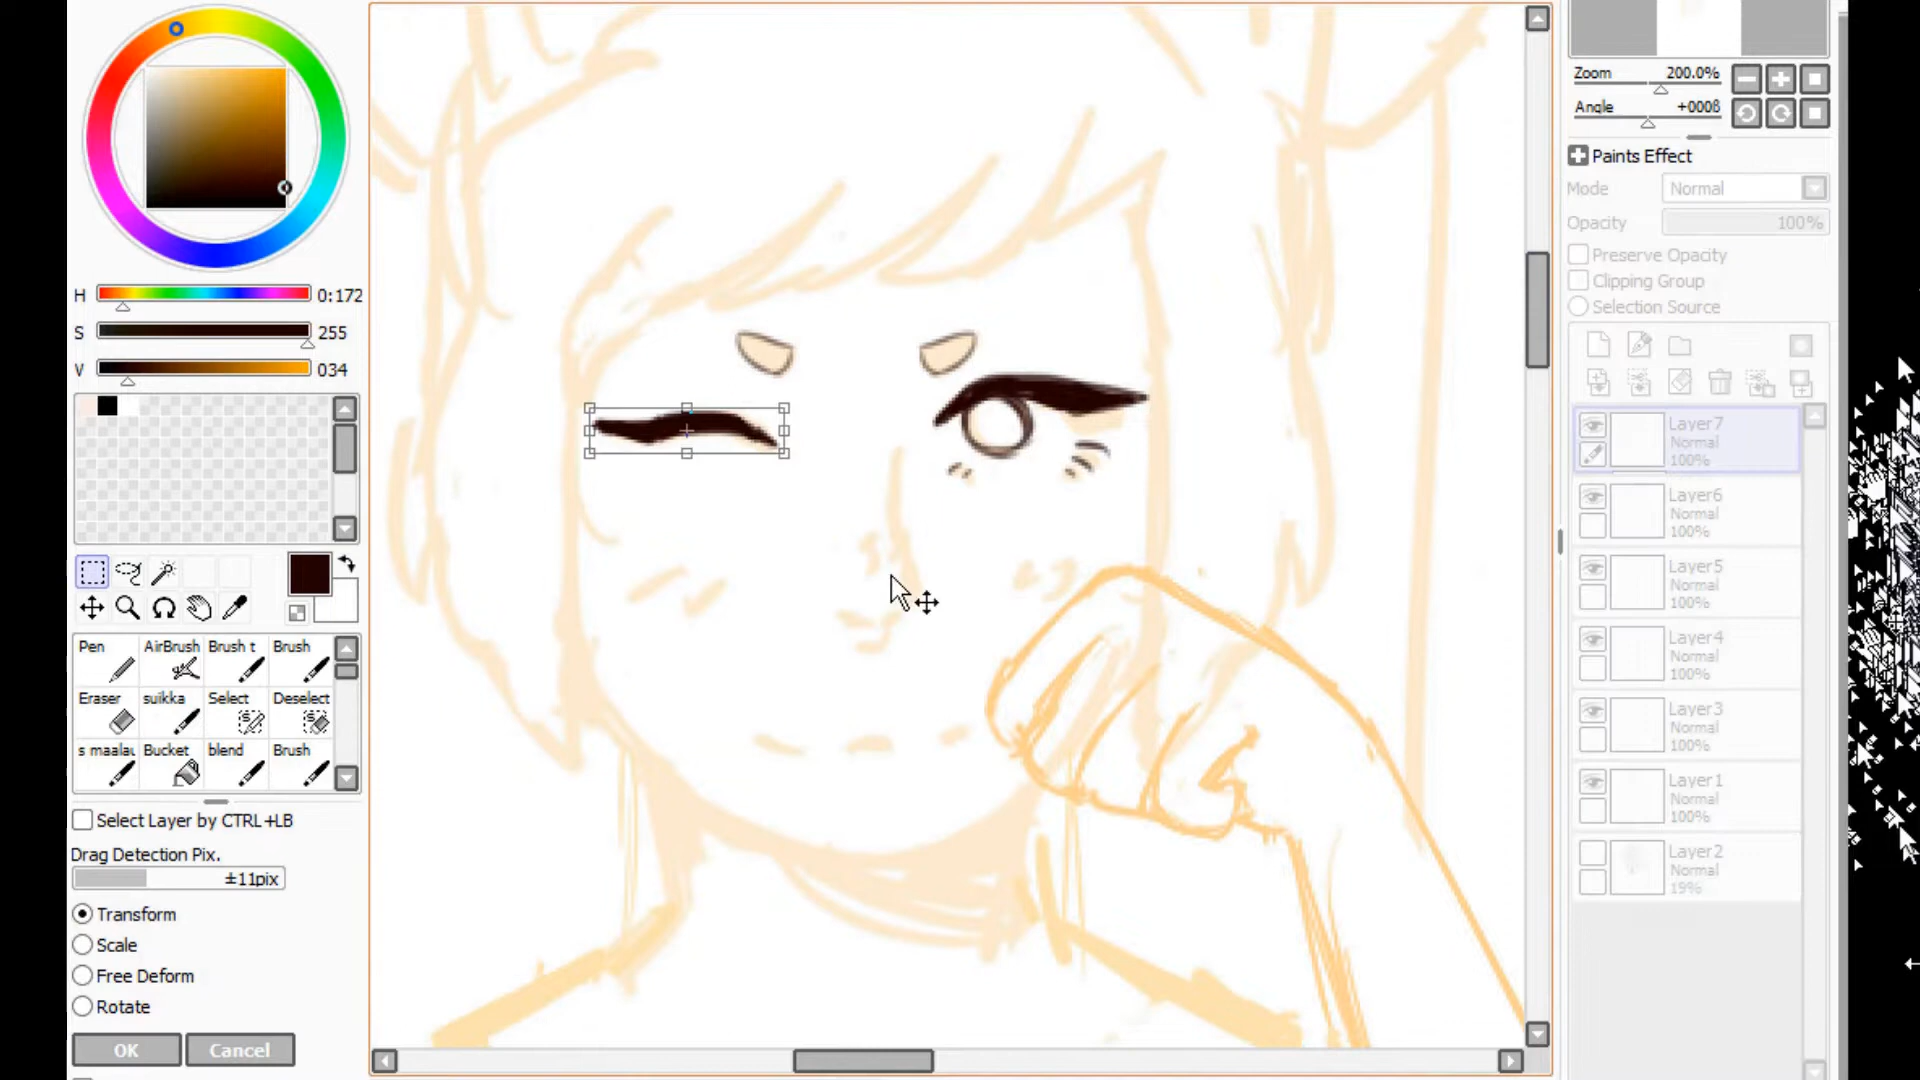 H 0:172
S 255
V 034
Pen AirBrush Brush t Brush
Eraser suikka Select Deselect
s maalau Bucket blend Brush
Select Layer by CTRL+LB
Drag Detection Pix.
±11pix
Transform
Scale
Free Deform
Rotate
OK Cancel
Zoom 200.0%
Angle +000ß
Paints Effect
Mode Normal
Opacity 100%
Preserve Opacity
Clipping Group
Selection Source
Layer7
Normal
100%
Layer6
Normal
100%
Layer5
Normal
100%
Layer4
Normal
100%
Layer3
Normal
100%
Layer1
Normal
100%
Layer2
Normal
19%